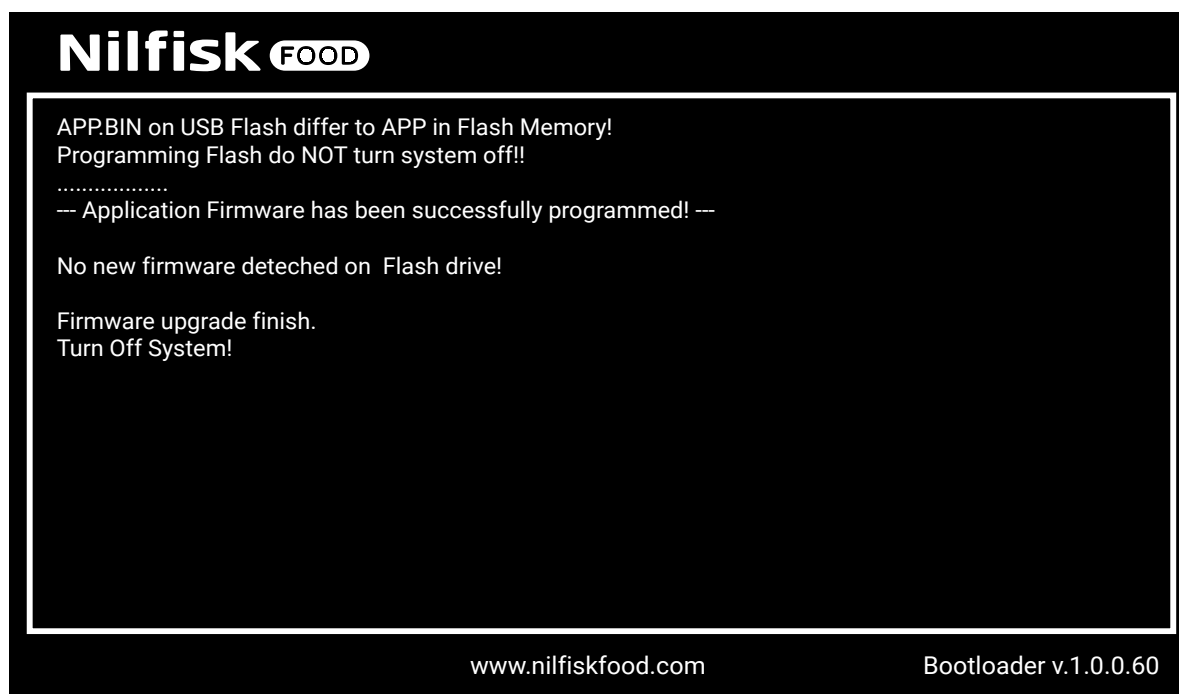 Nilfisk FOOD
APP.BIN on USB Flash differ to APP in Flash Memory!
Programming Flash do NOT turn system off!!
..................
--- Application Firmware has been successfully programmed! ---
No new firmware deteched on  Flash drive!
Firmware upgrade finish.
Turn Off System!
www.nilfiskfood.com
Bootloader v.1.0.0.60